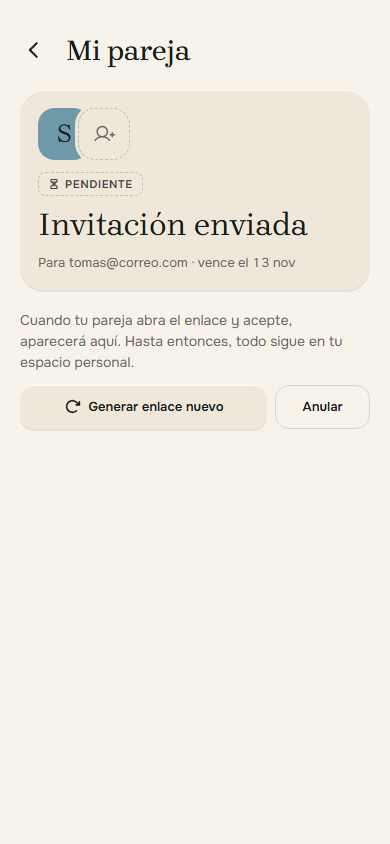 Mi pareja
S
PENDIENTE
Invitación enviada
Para tomas@correo.com · vence el 13 nov
Cuando tu pareja abra el enlace y acepte,
aparecerá aquí. Hasta entonces, todo sigue en tu
espacio personal.
Generar enlace nuevo
Anular